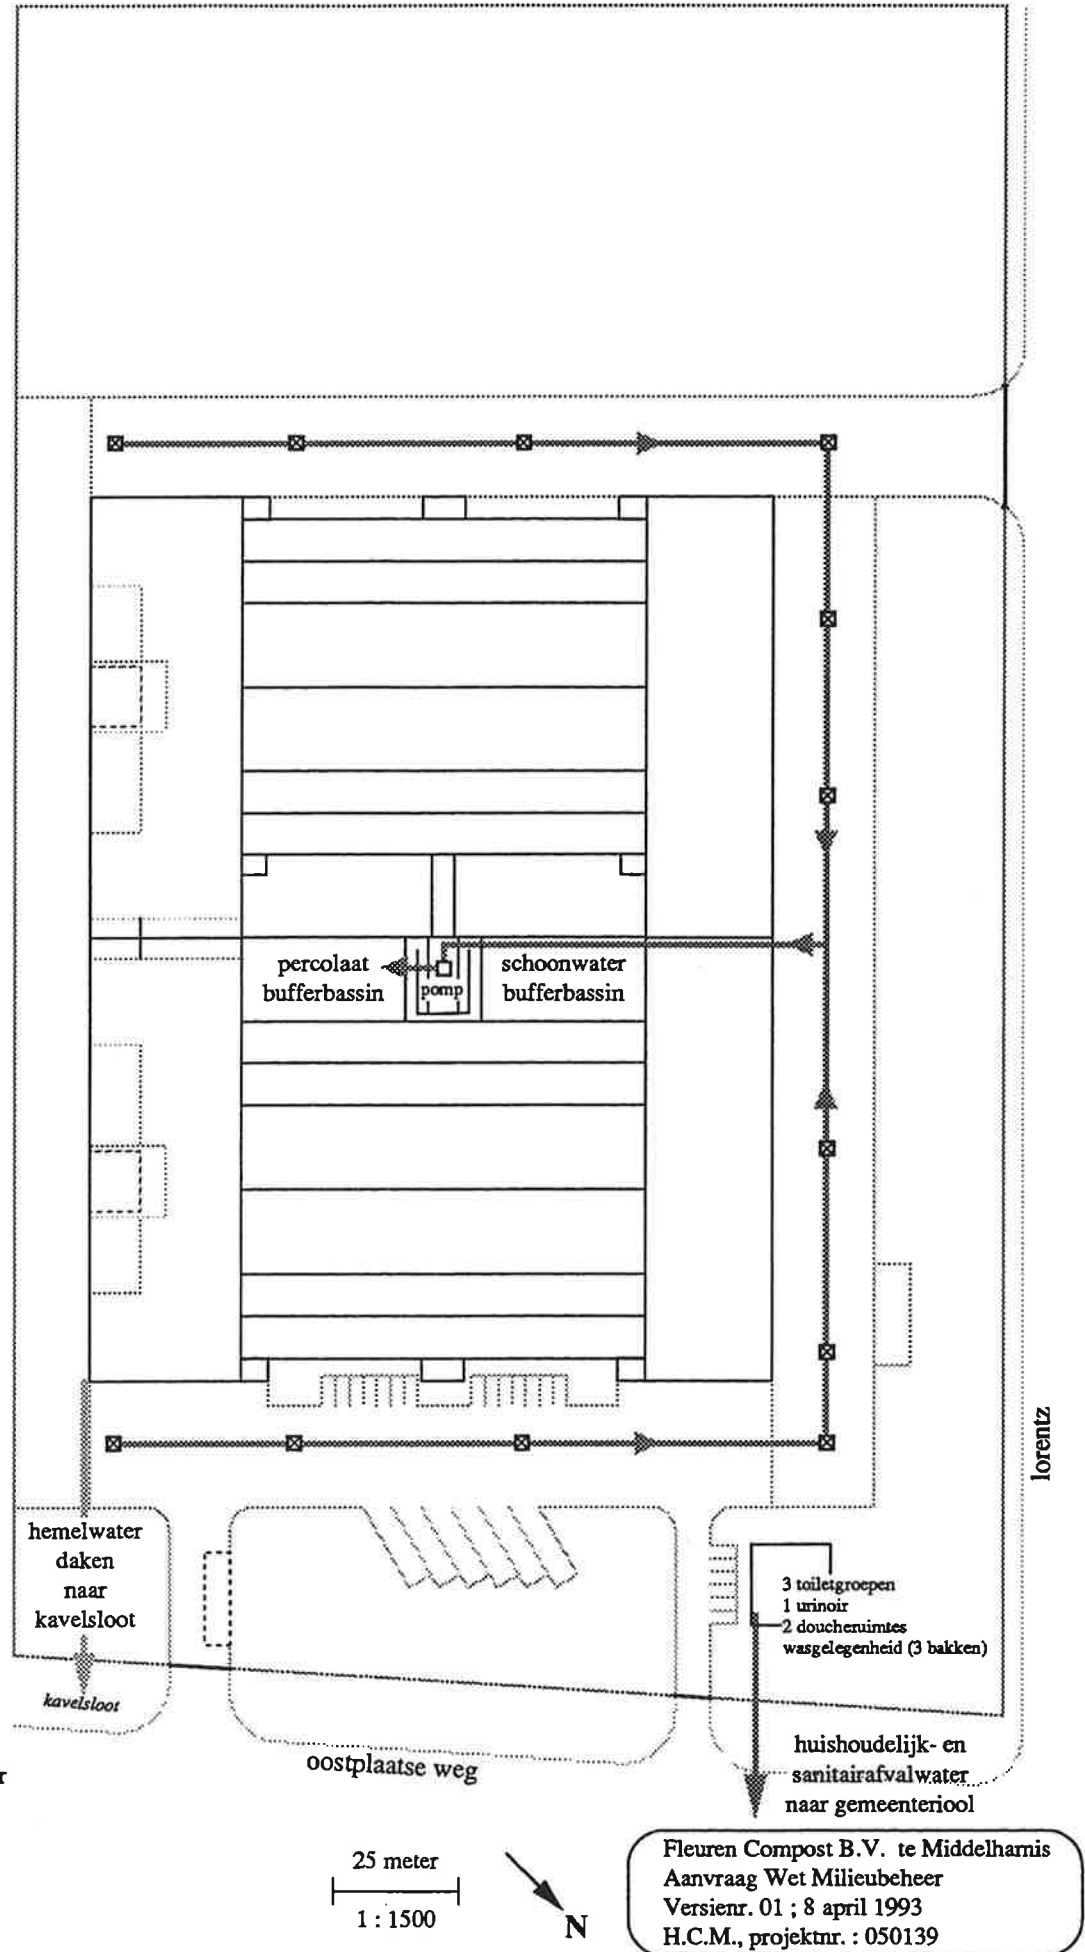 percolaat
bufferbassin
pomp
schoonwater
bufferbassin
lorentz
hemelwater
daken
naar
kavelsloot
kavelsloot
3 toiletgroepen
1 urinoir
2 doucheruimtes
wasgelegenheid (3 bakken)
oostplaatse weg
huishoudelijk- en
sanitairafvalwater
naar gemeenteriool
r
25 meter
1 : 1500
N
Fleuren Compost B.V. te Middelharnis
Aanvraag Wet Milieubeheer
Versienr. 01 ; 8 april 1993
H.C.M., projektnr. : 050139